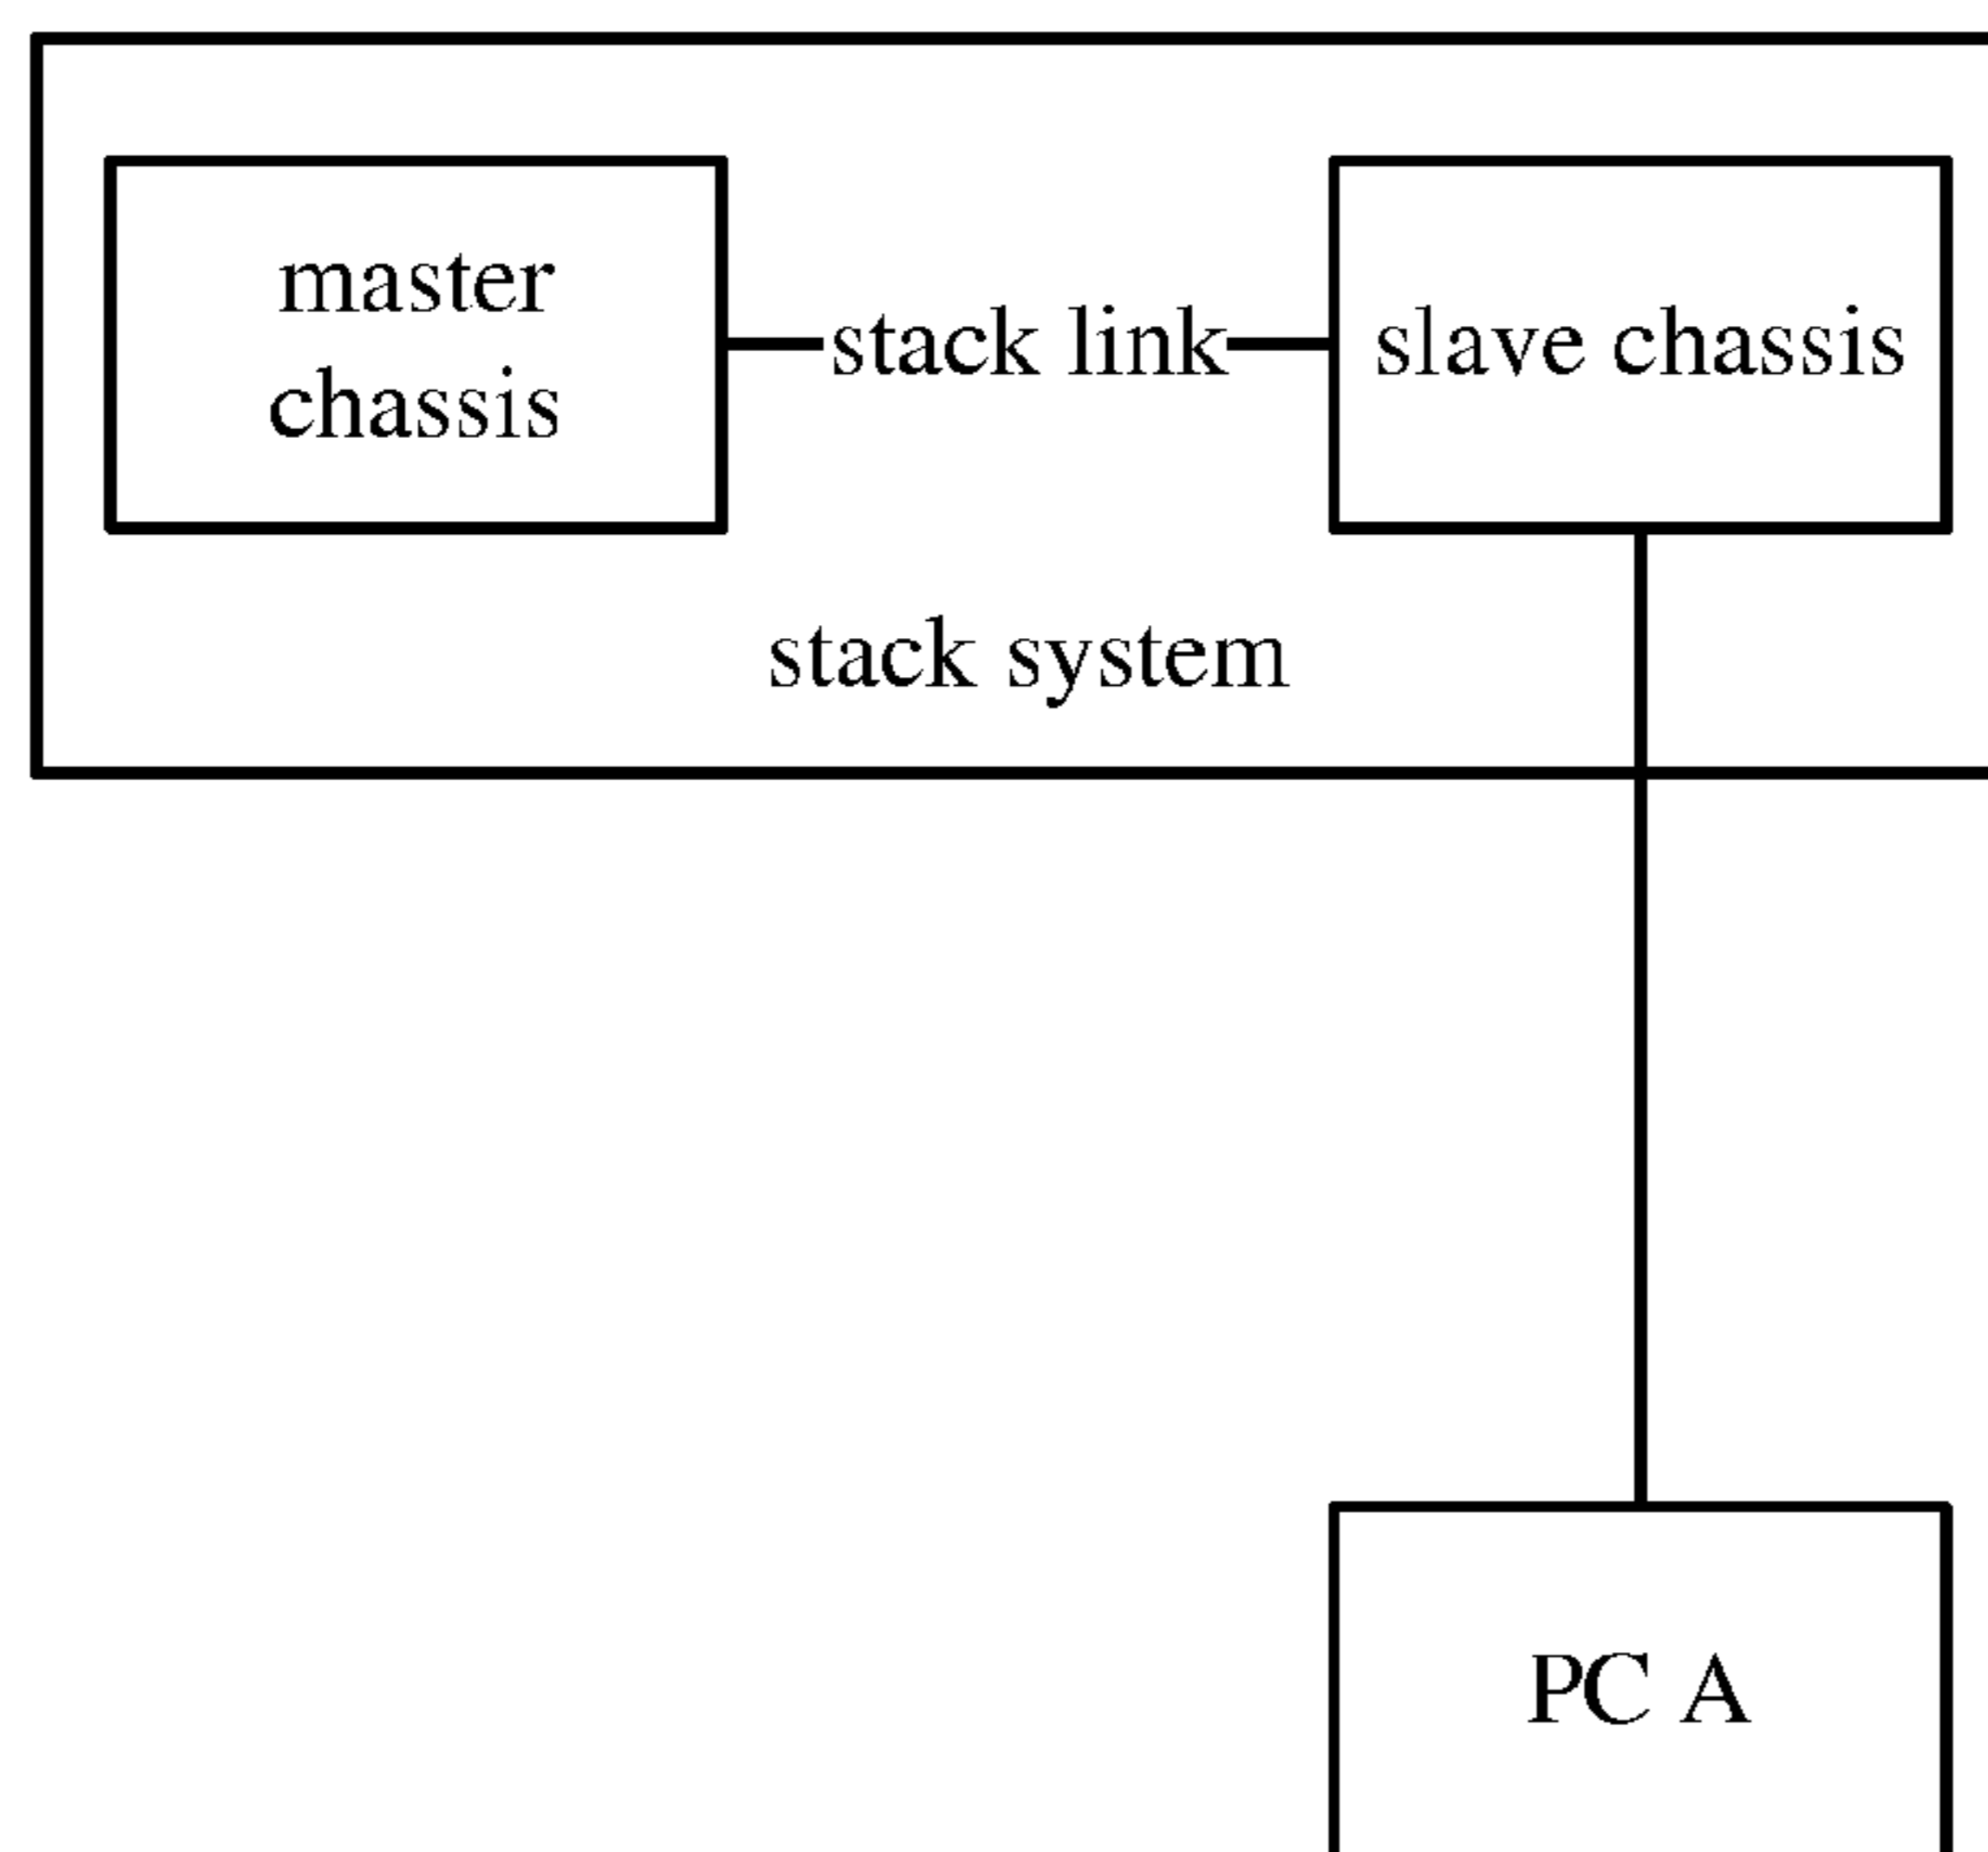 master
chassis
stack link
slave chassis
stack system
PC A